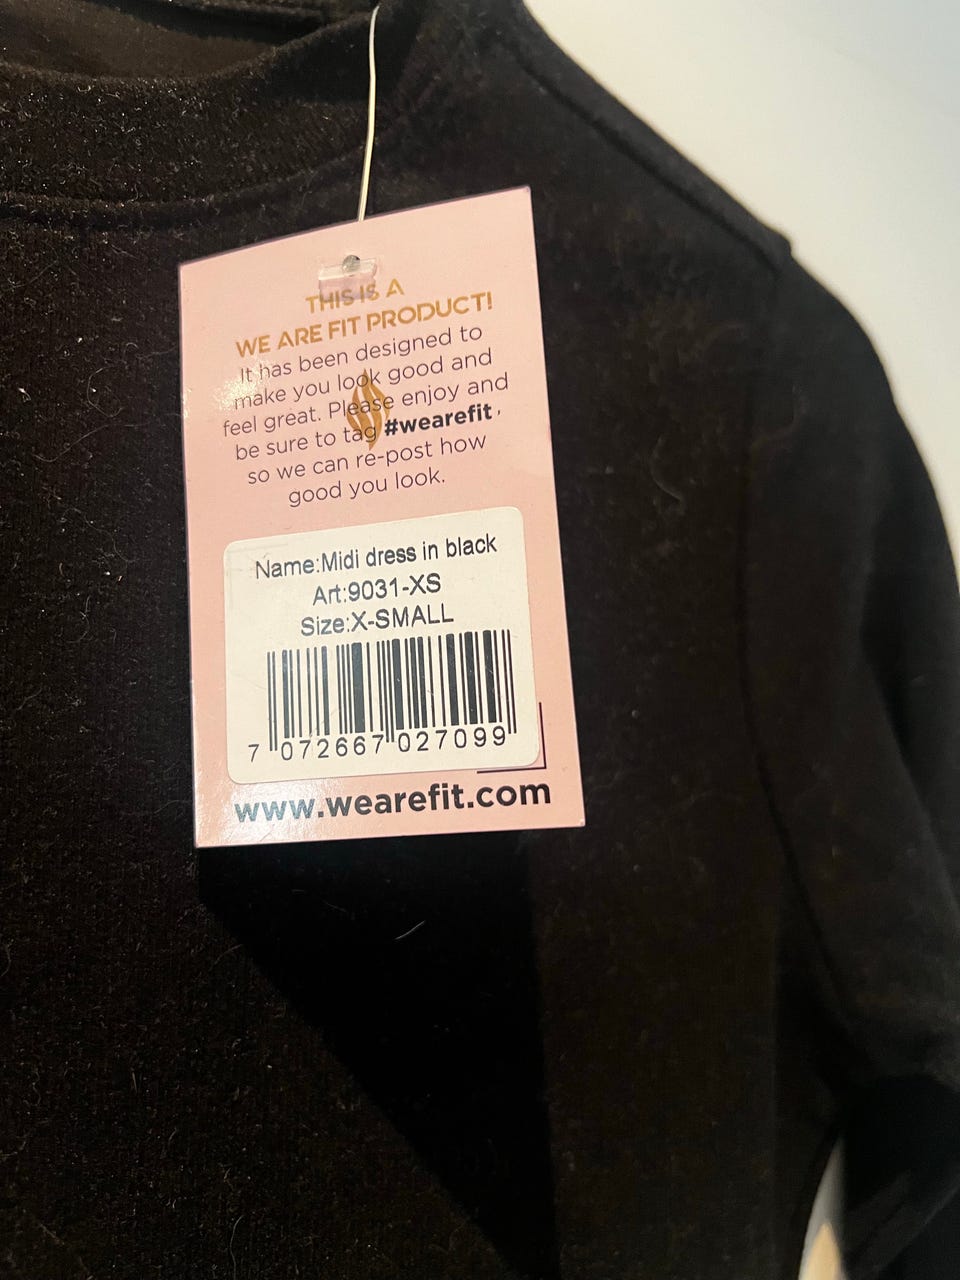 THIS IS A
WE ARE FIT PRODUCT!
It has been designed to
make you look good and
feel great. Please enjoy and
be sure to tag #wearefit,
so we can re-post how
good you look.
Name:Midi dress in black
Art:9031-XS
Size:X-SMALL
7 072667 027099
www.wearefit.com